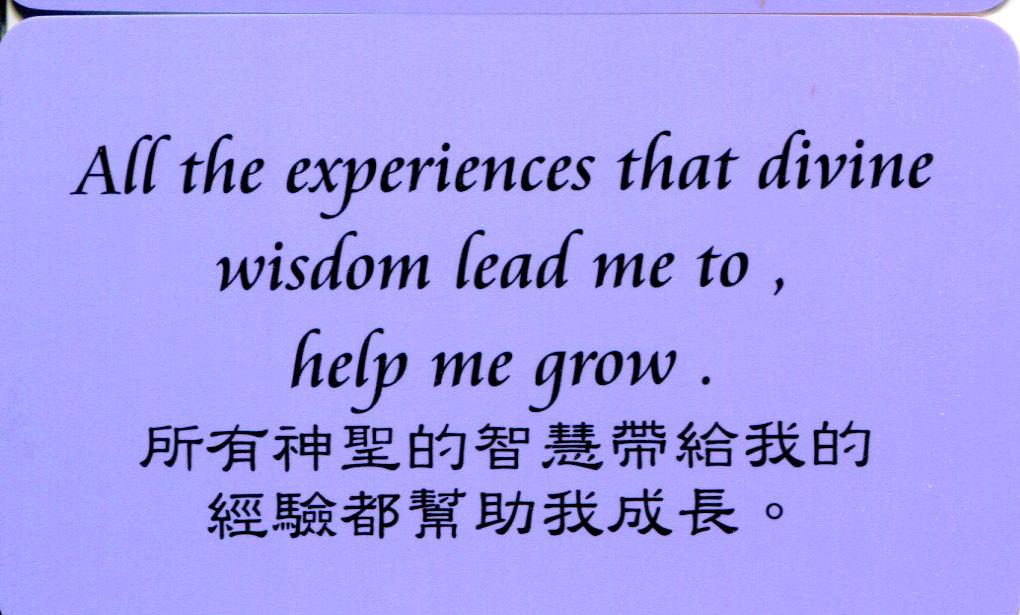 All the experiences that divine
wisdom lead me to ,
help me grow .
所有神聖的智慧帶給我的
經驗都幫助我成長。